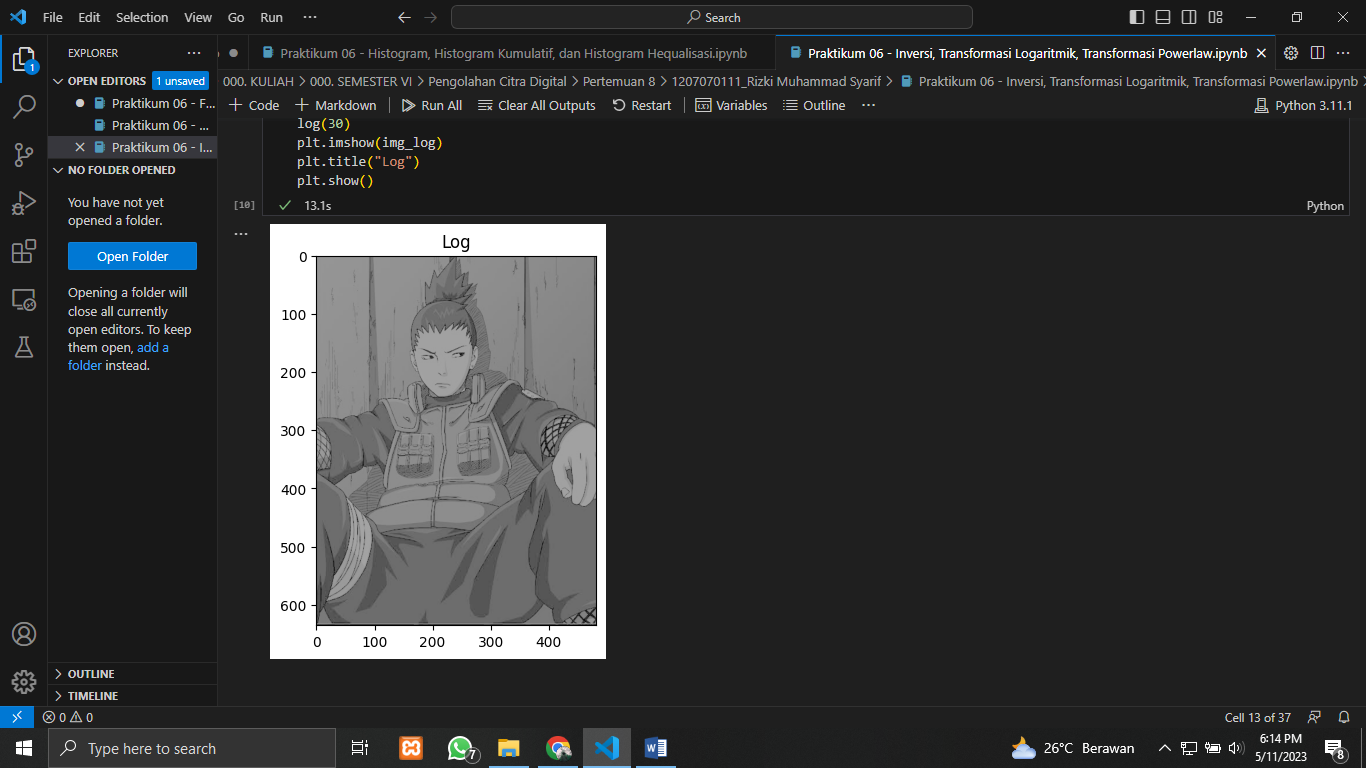 File Edit Selection View Go Run ···
Search
EXPLORER ···
Praktikum 06 - Histogram, Histogram Kumulatif, dan Histogram Hequalisasi.ipynb
Praktikum 06 - Inversi, Transformasi Logaritmik, Transformasi Powerlaw.ipynb
OPEN EDITORS 1 unsaved
000. KULIAH > 000. SEMESTER VI > Pengolahan Citra Digital > Pertemuan 8 > 1207070111_Rizki Muhammad Syarif > Praktikum 06 - Inversi, Transformasi Logaritmik, Transformasi Powerlaw.ipynb >
Praktikum 06 - F...
Praktikum 06 - ...
Praktikum 06 - I...
+ Code + Markdown Run All Clear All Outputs Restart Variables Outline ··· Python 3.11.1
NO FOLDER OPENED
You have not yet
opened a folder.
Open Folder
Opening a folder will
close all currently
open editors. To keep
them open, add a
folder instead.
log(30)
plt.imshow(img_log)
plt.title("Log")
plt.show()
[10] 13.1s Python
···
Log
0
100
200
300
400
500
600
0 100 200 300 400
OUTLINE
TIMELINE
0 0 Cell 13 of 37
Type here to search
7
26°C Berawan
6:14 PM
5/11/2023
8
1